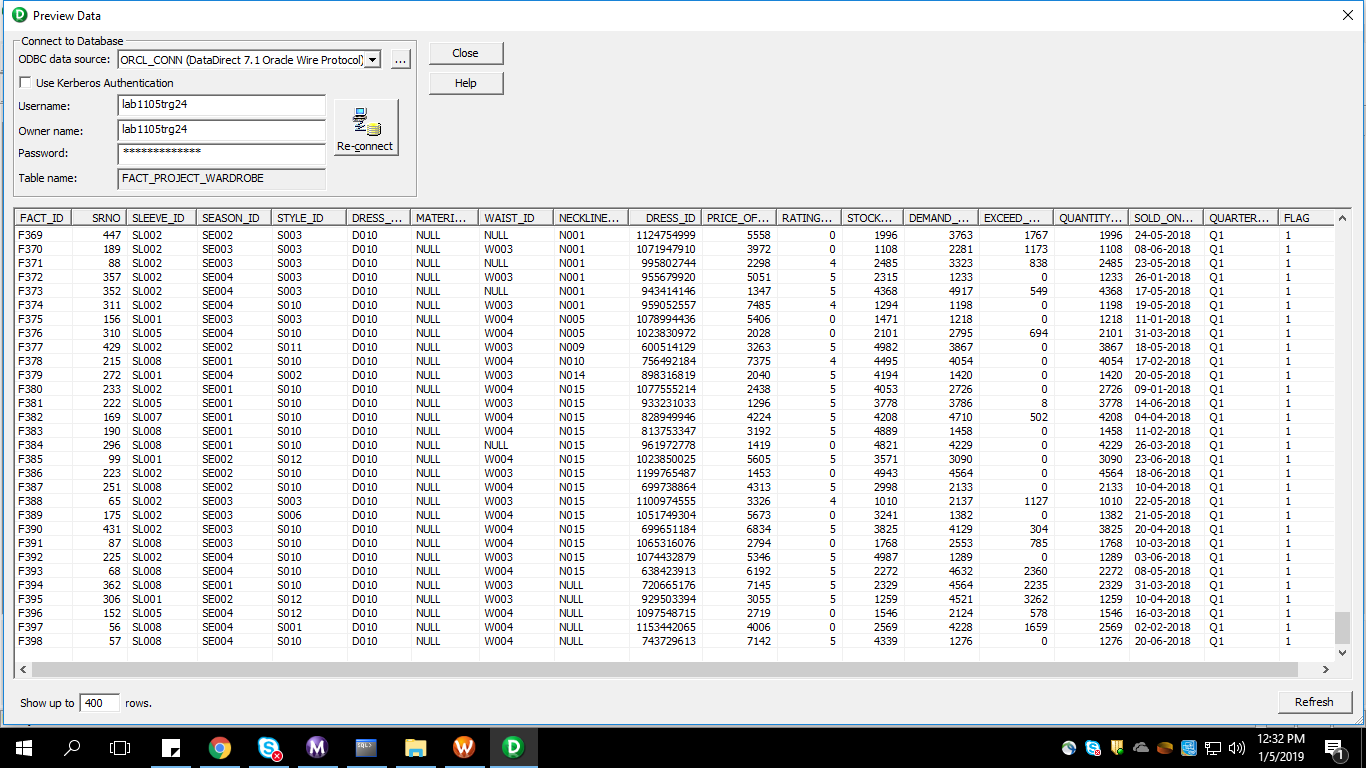 Preview Data
Connect to Database
ODBC data source: ORCL_CONN (DataDirect 7.1 Oracle Wire Protocol) ... Close
Use Kerberos Authentication Help
Username: lab1105trg24
Owner name: lab1105trg24
Password: *************
Re-connect
Table name: FACT_PROJECT_WARDROBE
FACT_ID SRNO SLEEVE_ID SEASON_ID STYLE_ID DRESS_... MATERI... WAIST_ID NECKLINE... DRESS_ID PRICE_OF... RATING... STOCK... DEMAND_... EXCEED_... QUANTITY... SOLD_ON... QUARTER... FLAG
F369 447 SL002 SE002 S003 D010 NULL NULL N001 1124754999 5558 0 1996 3763 1767 1996 24-05-2018 Q1 1
F370 189 SL002 SE003 S003 D010 NULL W003 N001 1071947910 3972 0 1108 2281 1173 1108 08-06-2018 Q1 1
F371 88 SL002 SE003 S003 D010 NULL NULL N001 995802744 2298 4 2485 3323 838 2485 23-05-2018 Q1 1
F372 357 SL002 SE004 S003 D010 NULL W003 N001 955679920 5051 5 2315 1233 0 1233 26-01-2018 Q1 1
F373 352 SL002 SE004 S003 D010 NULL NULL N001 943414146 1347 5 4368 4917 549 4368 17-05-2018 Q1 1
F374 311 SL002 SE004 S010 D010 NULL W003 N001 959052557 7485 4 1294 1198 0 1198 19-05-2018 Q1 1
F375 156 SL001 SE003 S003 D010 NULL W004 N005 1078994436 5406 0 1471 1218 0 1218 11-01-2018 Q1 1
F376 310 SL005 SE004 S010 D010 NULL W004 N005 1023830972 2028 0 2101 2795 694 2101 31-03-2018 Q1 1
F377 429 SL002 SE002 S011 D010 NULL W003 N009 600514129 3263 5 4982 3867 0 3867 18-05-2018 Q1 1
F378 215 SL008 SE001 S010 D010 NULL W004 N010 756492184 7375 4 4495 4054 0 4054 17-02-2018 Q1 1
F379 272 SL001 SE004 S002 D010 NULL W003 N014 898316819 2040 5 4194 1420 0 1420 20-05-2018 Q1 1
F380 233 SL002 SE001 S010 D010 NULL W004 N015 1077555214 2438 5 4053 2726 0 2726 09-01-2018 Q1 1
F381 222 SL005 SE001 S010 D010 NULL W003 N015 933231033 1296 5 3778 3786 8 3778 14-06-2018 Q1 1
F382 169 SL007 SE001 S010 D010 NULL W004 N015 828949946 4224 5 4208 4710 502 4208 04-04-2018 Q1 1
F383 190 SL008 SE001 S010 D010 NULL W004 N015 813753347 3192 5 4889 1458 0 1458 11-02-2018 Q1 1
F384 296 SL008 SE001 S010 D010 NULL NULL N015 961972778 1419 0 4821 4229 0 4229 26-03-2018 Q1 1
F385 99 SL001 SE002 S012 D010 NULL W004 N015 1023850025 5605 5 3571 3090 0 3090 23-06-2018 Q1 1
F386 223 SL002 SE002 S010 D010 NULL W003 N015 1199765487 1453 0 4943 4564 0 4564 18-06-2018 Q1 1
F387 251 SL008 SE002 S010 D010 NULL W004 N015 699738864 4313 5 2998 2133 0 2133 10-04-2018 Q1 1
F388 65 SL002 SE003 S003 D010 NULL W003 N015 1100974555 3326 4 1010 2137 1127 1010 22-05-2018 Q1 1
F389 175 SL002 SE003 S006 D010 NULL W003 N015 1051749304 5673 0 3241 1382 0 1382 21-05-2018 Q1 1
F390 431 SL002 SE003 S010 D010 NULL W004 N015 699651184 6834 5 3825 4129 304 3825 20-04-2018 Q1 1
F391 87 SL008 SE003 S010 D010 NULL W004 N015 1065316076 2794 0 1768 2553 785 1768 10-03-2018 Q1 1
F392 225 SL002 SE004 S010 D010 NULL W003 N015 1074432879 5346 5 4987 1289 0 1289 03-06-2018 Q1 1
F393 68 SL008 SE004 S010 D010 NULL W004 N015 638423913 6192 5 2272 4632 2360 2272 08-05-2018 Q1 1
F394 362 SL008 SE001 S010 D010 NULL W003 NULL 720665176 7145 5 2329 4564 2235 2329 31-03-2018 Q1 1
F395 306 SL001 SE002 S012 D010 NULL W003 NULL 929503394 3055 5 1259 4521 3262 1259 10-04-2018 Q1 1
F396 152 SL005 SE004 S012 D010 NULL W004 NULL 1097548715 2719 0 1546 2124 578 1546 16-03-2018 Q1 1
F397 56 SL008 SE004 S001 D010 NULL W004 NULL 1153442065 4006 0 2569 4228 1659 2569 02-02-2018 Q1 1
F398 57 SL008 SE004 S010 D010 NULL W004 NULL 743729613 7142 5 4339 1276 0 1276 20-06-2018 Q1 1
Show up to 400 rows. Refresh
12:32 PM
1/5/2019
1